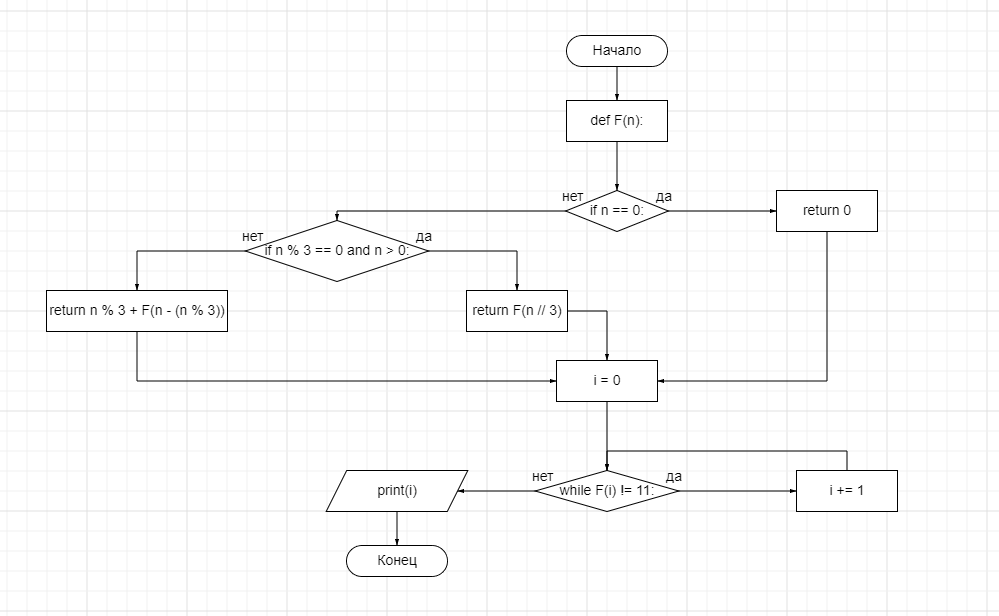 Начало
def F(n):
нет
да
if n == 0:
return 0
нет
да
if n % 3 == 0 and n > 0:
return n % 3 + F(n - (n % 3))
return F(n // 3)
i = 0
нет
да
print(i)
while F(i) != 11:
i += 1
Конец